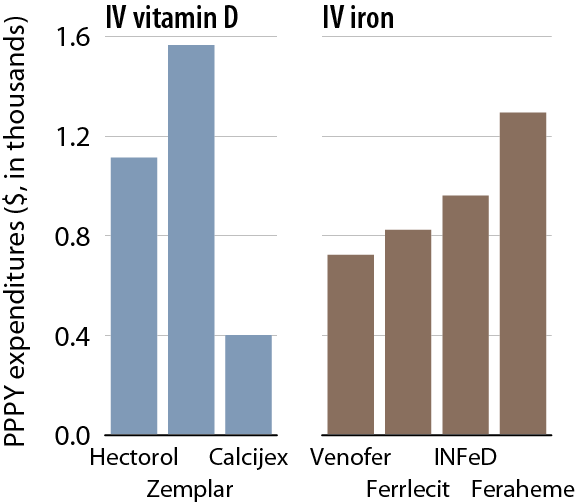 IV vitamin D
IV iron
PPPY expenditures ($, in thousands)
1.6
1.2
0.8
0.4
0.0
Hectorol
Calcijex
Zemplar
Venofer
INFeD
Ferrlecit
Feraheme